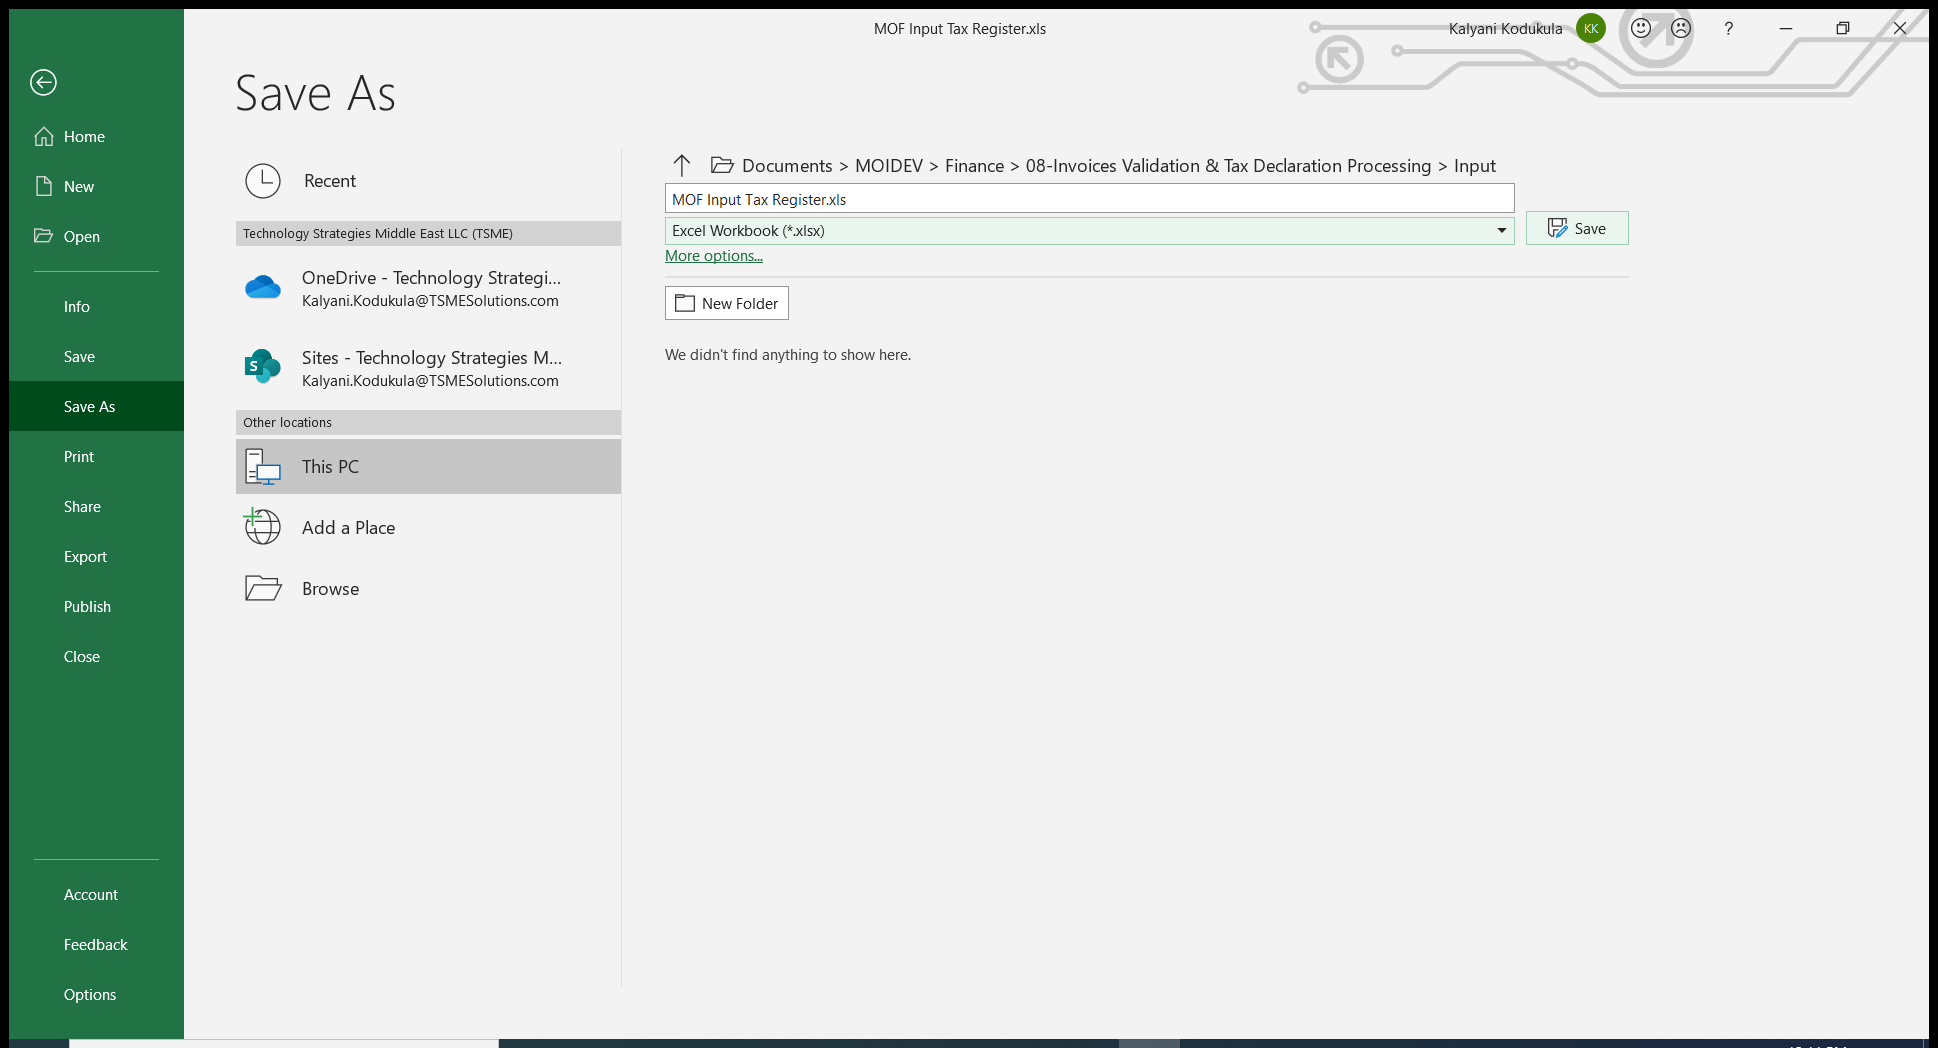 MOF Input Tax Register.xls
Kalyani Kodukula
KK
?
Save As
Home
New
Open
Info
Save
Save As
Print
Share
Export
Publish
Close
Account
Feedback
Options
Recent
Technology Strategies Middle East LLC (TSME)
OneDrive - Technology Strategi...
Kalyani.Kodukula@TSMESolutions.com
S
Sites - Technology Strategies M...
Kalyani.Kodukula@TSMESolutions.com
Other locations
This PC
Add a Place
Browse
Documents > MOIDEV > Finance > 08-Invoices Validation & Tax Declaration Processing > Input
MOF Input Tax Register.xls
Excel Workbook (*.xlsx)
Save
More options...
New Folder
We didn't find anything to show here.